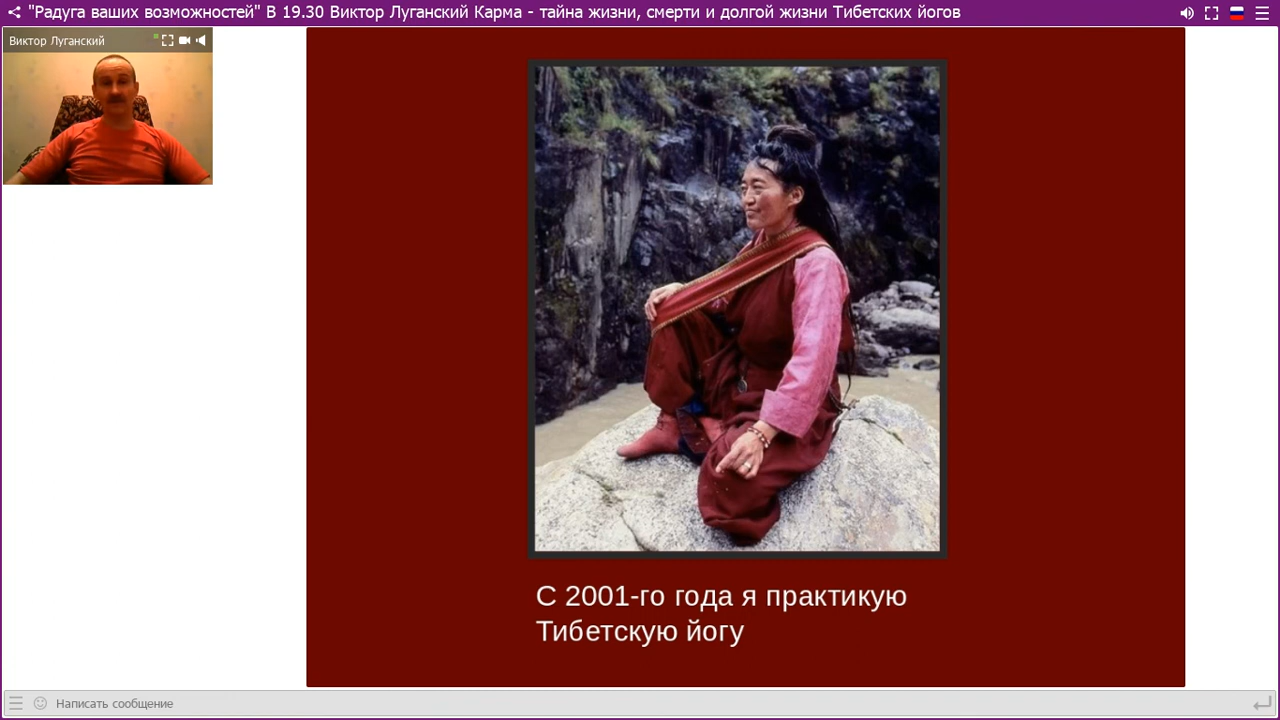 "Радуга ваших возможностей" В 19.30 Виктор Луганский Карма - тайна жизни, смерти и долгой жизни Тибетских йогов
Виктор Луганский
С 2001-го года я практикую
Тибетскую йогу
Написать сообщение